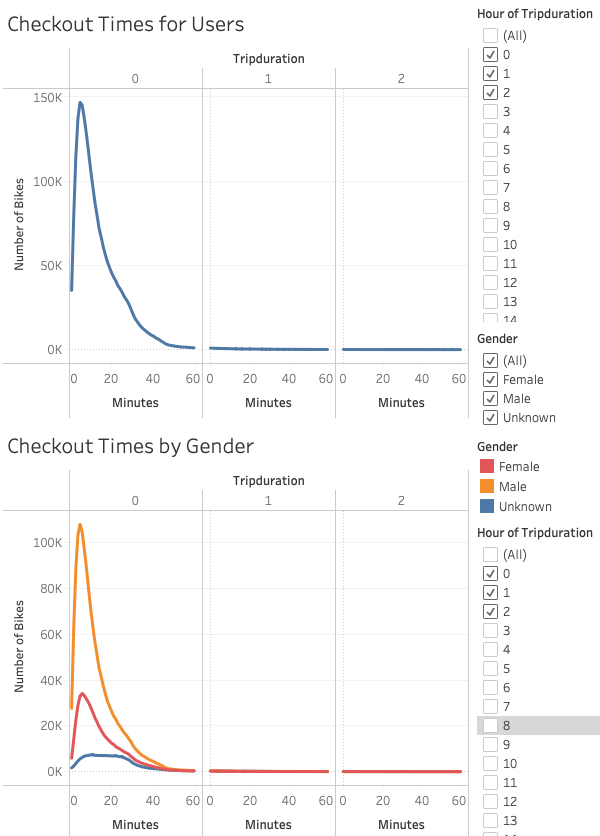 Checkout Times for Users
Tripduration
0 1 2
150K
100K
50K
0K
Number of Bikes
0 20 40 60 0 20 40 60 0 20 40 60
Minutes Minutes Minutes
Hour of Tripduration
(All)
0
1
2
3
4
5
6
7
8
9
10
11
12
13
14
Gender
(All)
Female
Male
Unknown
Checkout Times by Gender
Tripduration
0 1 2
100K
80K
60K
40K
20K
0K
Number of Bikes
0 20 40 60 0 20 40 60 0 20 40 60
Minutes Minutes Minutes
Gender
Female
Male
Unknown
Hour of Tripduration
(All)
0
1
2
3
4
5
6
7
8
9
10
11
12
13